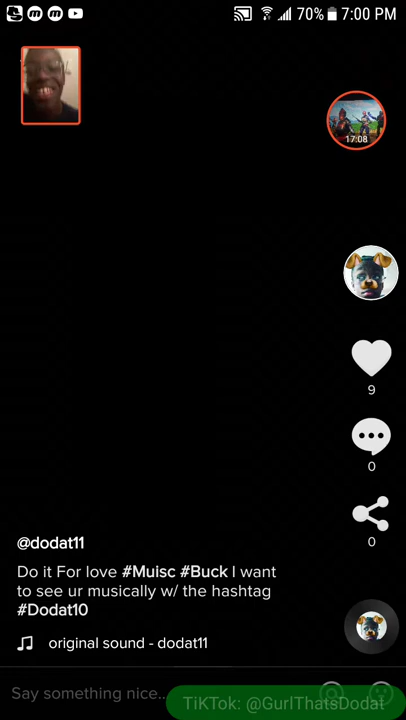 70% 7:00 PM
17:08
9
0
0
@dodat11
Do it For love #Muisc #Buck I want
to see ur musically w/ the hashtag
#Dodat10
original sound - dodat11
Say something nice..
TikTok: @GurlThatsDodat